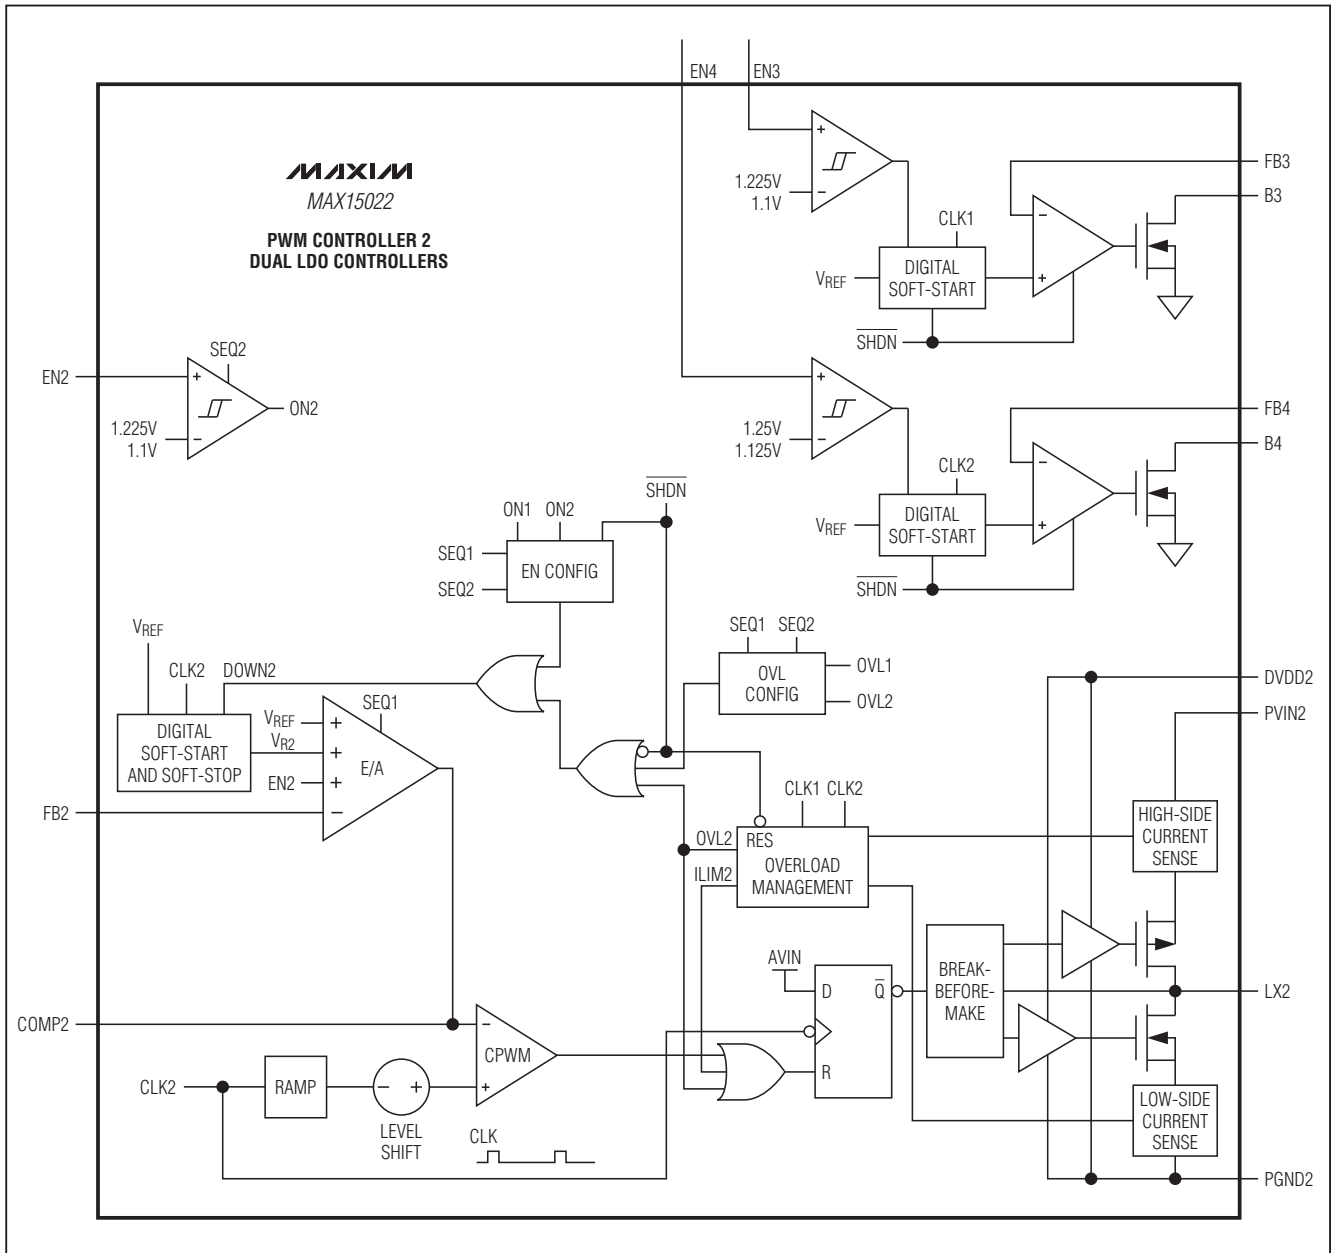 EN4
EN3
MAXIM
MAX15022
PWM CONTROLLER 2
DUAL LDO CONTROLLERS
+
1.225V
1.1V
−
CLK1
VREF
DIGITAL
SOFT-START
SHDN
−
+
FB3
B3
EN2
SEQ2
+
ON2
1.225V
1.1V
−
+
1.25V
1.125V
−
CLK2
VREF
DIGITAL
SOFT-START
SHDN
−
+
FB4
B4
SHDN
ON1
ON2
SEQ1
SEQ2
EN CONFIG
SEQ1
SEQ2
OVL
CONFIG
OVL1
OVL2
VREF
CLK2
DOWN2
DIGITAL
SOFT-START
AND SOFT-STOP
SEQ1
VREF
+
VR2
+
E/A
EN2
+
FB2
−
DVDD2
PVIN2
CLK1
CLK2
OVL2
RES
ILIM2
OVERLOAD
MANAGEMENT
HIGH-SIDE
CURRENT
SENSE
AVIN
D
Q
R
BREAK-
BEFORE-
MAKE
LX2
COMP2
−
CPWM
+
CLK2
RAMP
−
+
LEVEL
SHIFT
CLK
LOW-SIDE
CURRENT
SENSE
PGND2